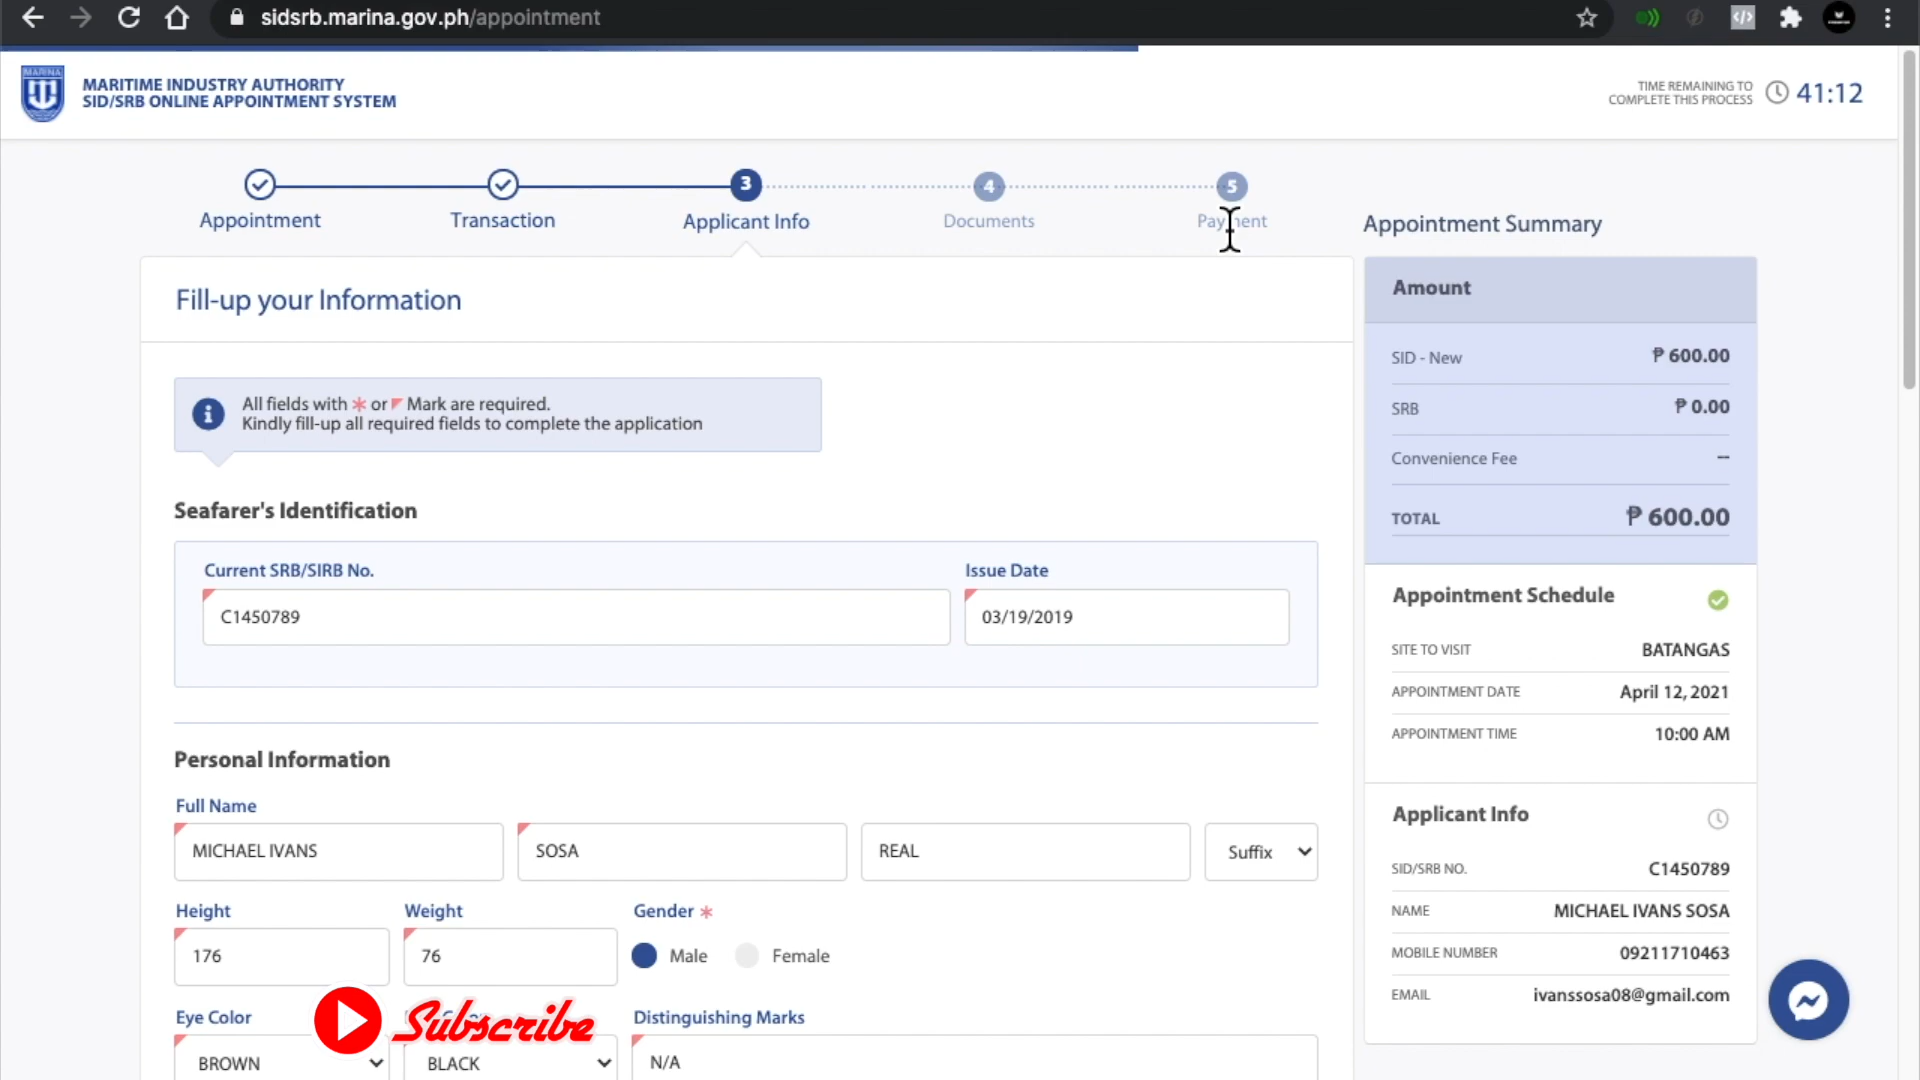 sidsrb.marina.gov.ph/appointment
MARINA
MARITIME INDUSTRY AUTHORITY
SID/SRB ONLINE APPOINTMENT SYSTEM
TIME REMAINING TO
COMPLETE THIS PROCESS
41:12
3
4
5
Appointment
Transaction
Applicant Info
Documents
Payment
Appointment Summary
Fill-up your Information
All fields with * or Mark are required.
Kindly fill-up all required fields to complete the application
Seafarer's Identification
Current SRB/SIRB No.
Issue Date
C1450789
03/19/2019
Personal Information
Full Name
MICHAEL IVANS
SOSA
REAL
Suffix
Height
Weight
Gender *
176
76
Male
Female
Eye Color
Distinguishing Marks
BROWN
BLACK
N/A
Subscribe
Amount
SID - New
₱ 600.00
SRB
₱ 0.00
Convenience Fee
--
TOTAL
₱ 600.00
Appointment Schedule
SITE TO VISIT
BATANGAS
APPOINTMENT DATE
April 12, 2021
APPOINTMENT TIME
10:00 AM
Applicant Info
SID/SRB NO.
C1450789
NAME
MICHAEL IVANS SOSA
MOBILE NUMBER
09211710463
EMAIL
ivanssosa08@gmail.com